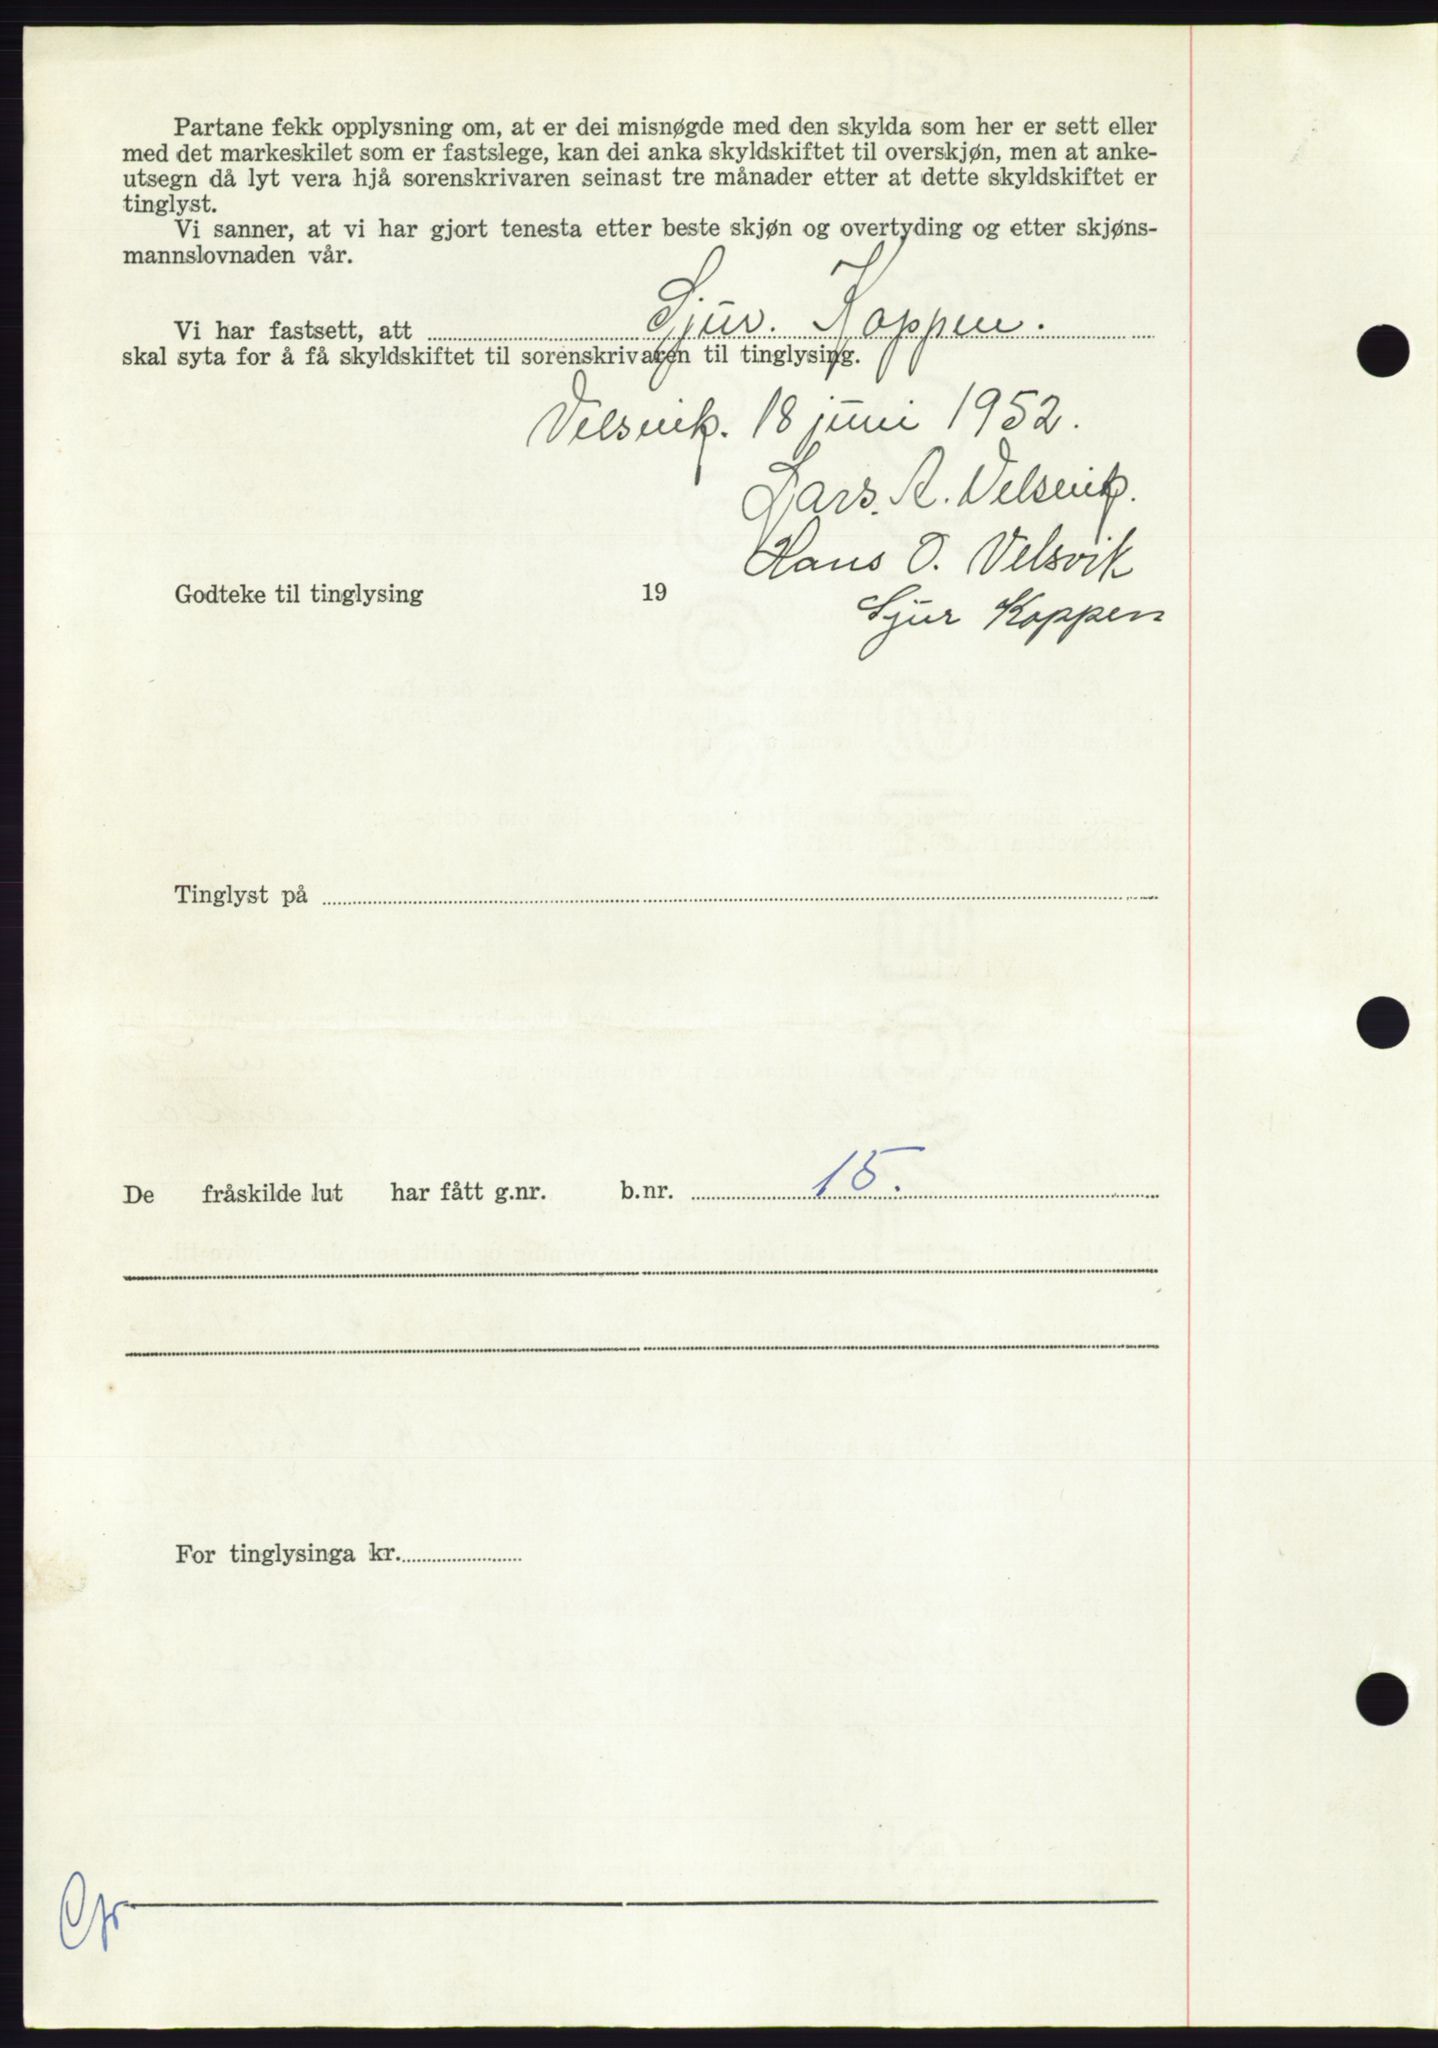 Partane fekk opplysning om, at er dei misnøgde med den skylda som her er sett eller
med det markeskilet som er fastslege, kan dei anka skyldskiftet til overskjøn, men at anke-
utsegn då lyt vera hjå sorenskrivaren seinast tre månader etter at dette skyldskiftet er
tinglyst.
Vi sanner, at vi har gjort tenesta etter beste skjøn og overtyding og etter skjøns-
mannslovnaden vår.
Vi har fastsett, att Sjur. Koppen.
skal syta for å få skyldskiftet til sorenskrivaren til tinglysing.
Velsvik. 18 juni 1952.
Lars. A. Velsvik.
Hans O. Velsvik
Godteke til tinglysing 19
Sjur Koppen
Tinglyst på
De fråskilde lut har fått g.nr. b.nr. 15.
For tinglysinga kr.